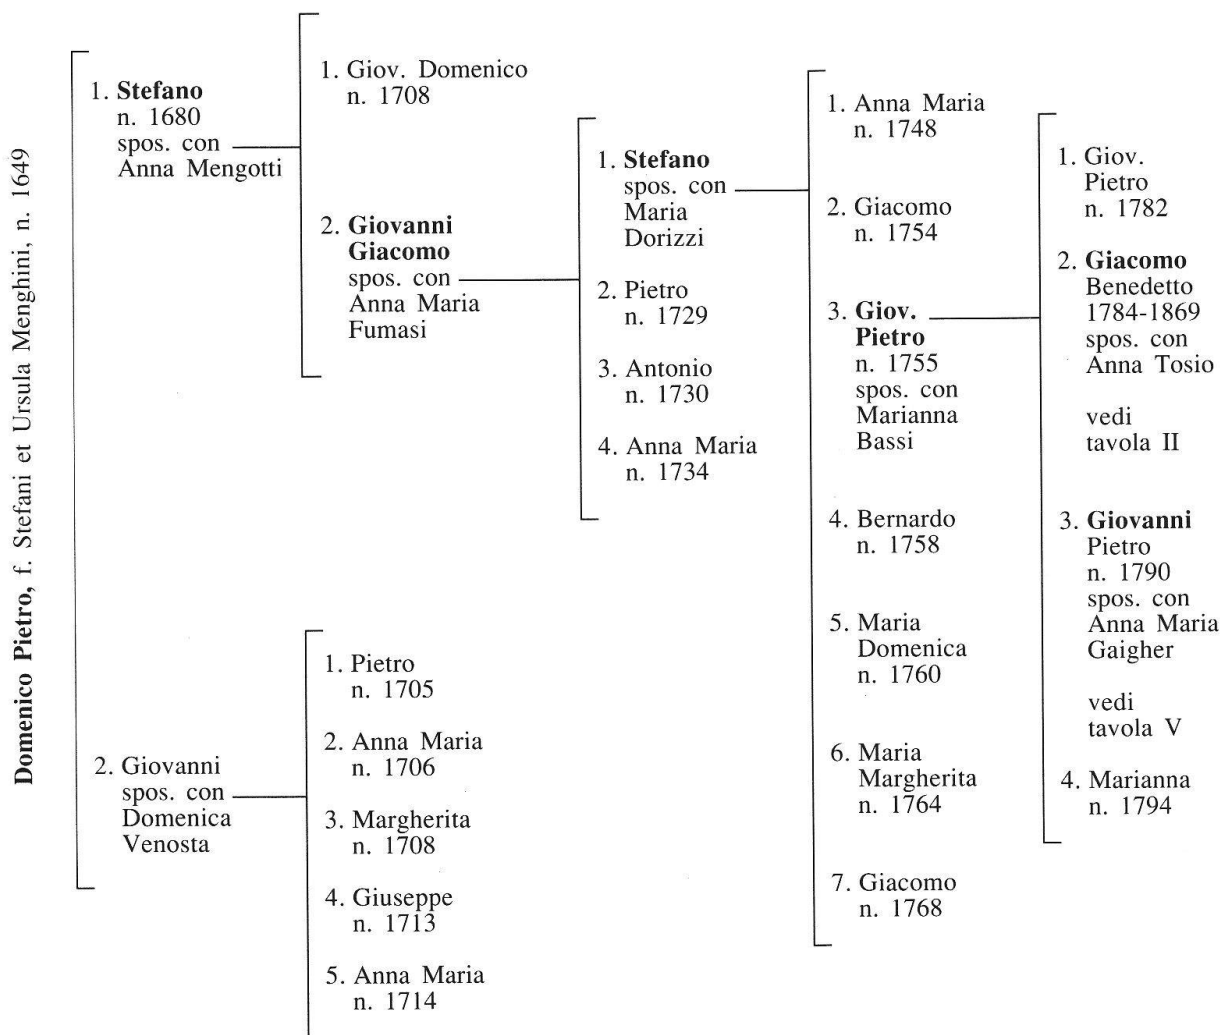 Domenico Pietro, f. Stefani et Ursula Menghini, n. 1649
1. Stefano
n. 1680
spos. con
Anna Mengotti
2. Giovanni
spos. con
Domenica
Venosta
1. Giov. Domenico
n. 1708
2. Giovanni
Giacomo
spos. con
Anna Maria
Fumasi
1. Pietro
n. 1705
2. Anna Maria
n. 1706
3. Margherita
n. 1708
4. Giuseppe
n. 1713
5. Anna Maria
n. 1714
1. Stefano
spos. con
Maria
Dorizzi
2. Pietro
n. 1729
3. Antonio
n. 1730
4. Anna Maria
n. 1734
1. Anna Maria
n. 1748
2. Giacomo
n. 1754
3. Giov.
Pietro
n. 1755
spos. con
Marianna
Bassi
4. Bernardo
n. 1758
5. Maria
Domenica
n. 1760
6. Maria
Margherita
n. 1764
7. Giacomo
n. 1768
1. Giov.
Pietro
n. 1782
2. Giacomo
Benedetto
1784-1869
spos. con
Anna Tosio
vedi
tavola II
3. Giovanni
Pietro
n. 1790
spos. con
Anna Maria
Gaigher
vedi
tavola V
4. Marianna
n. 1794